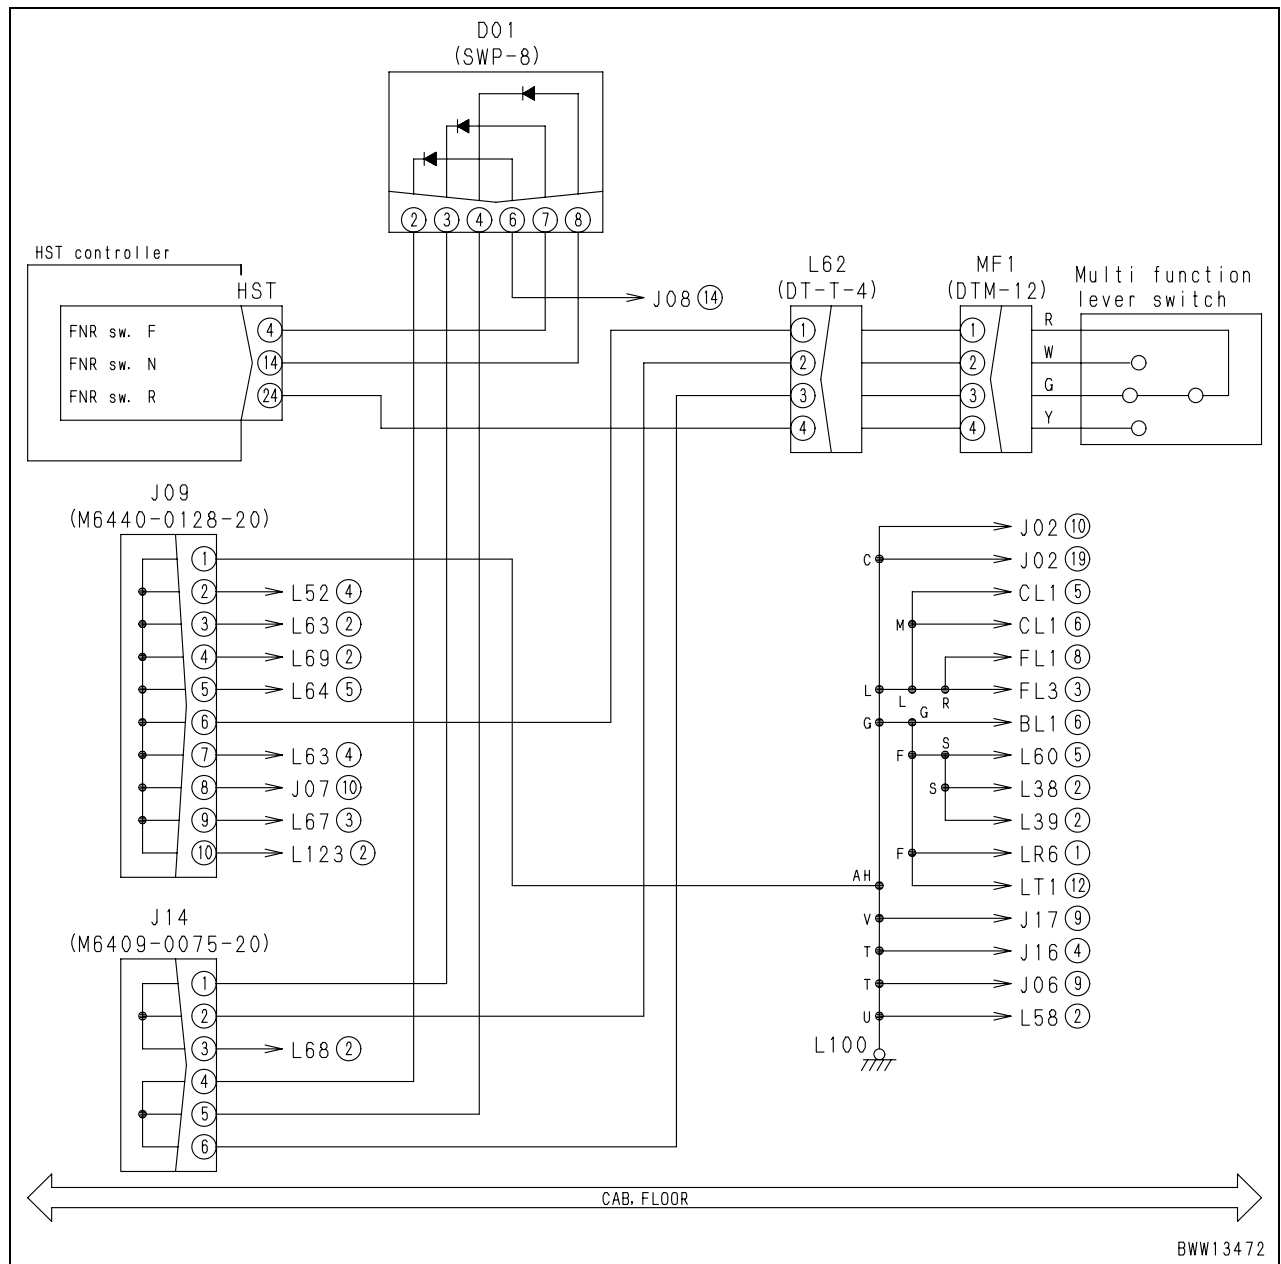 D01
(SWP-8)
2 3 4 6 7 8
HST controller
HST
FNR sw. F 4
FNR sw. N 14
FNR sw. R 24
J08 14
L62
(DT-T-4)
1
2
3
4
MF1
(DTM-12)
1
2
3
4
Multi function
lever switch
R
W
G
Y
J09
(M6440-0128-20)
1
2 L52 4
3 L63 2
4 L69 2
5 L64 5
6
7 L63 4
8 J07 10
9 L67 3
10 L123 2
J14
(M6409-0075-20)
1
2
3 L68 2
4
5
6
J02 10
C J02 19
CL1 5
M CL1 6
FL1 8
L L R FL3 3
G G BL1 6
F S L60 5
S L38 2
L39 2
F LR6 1
AH LT1 12
V J17 9
T J16 4
T J06 9
U L58 2
L100
CAB, FLOOR
BWW13472